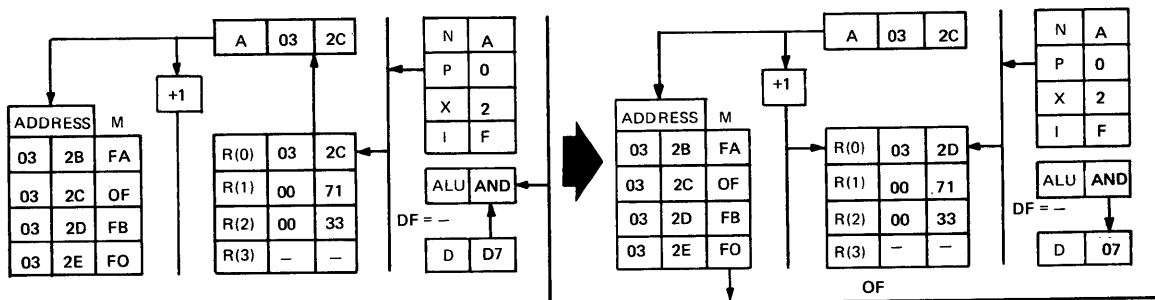 A 03 2C
+1
ADDRESS M
03 2B FA
03 2C OF
03 2D FB
03 2E FO
R(0) 03 2C
R(1) 00 71
R(2) 00 33
R(3) – –
N A
P 0
X 2
I F
ALU AND
DF = –
D D7
A 03 2C
+1
ADDRESS M
03 2B FA
03 2C OF
03 2D FB
03 2E FO
R(0) 03 2D
R(1) 00 .71
R(2) 00 33
R(3) – –
N A
P 0
X 2
I F
ALU AND
DF = –
D 07
OF